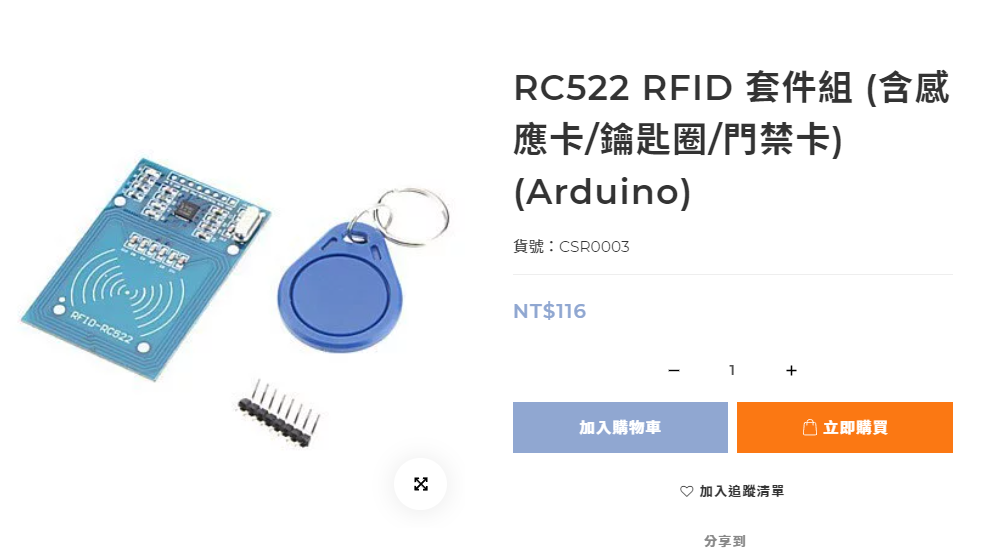 RC522 RFID 套件組 (含感
應卡/鑰匙圈/門禁卡)
(Arduino)
貨號：CSR0003
NT$116
1
加入購物車
立即購買
加入追蹤清單
分享到
RFID-RC522